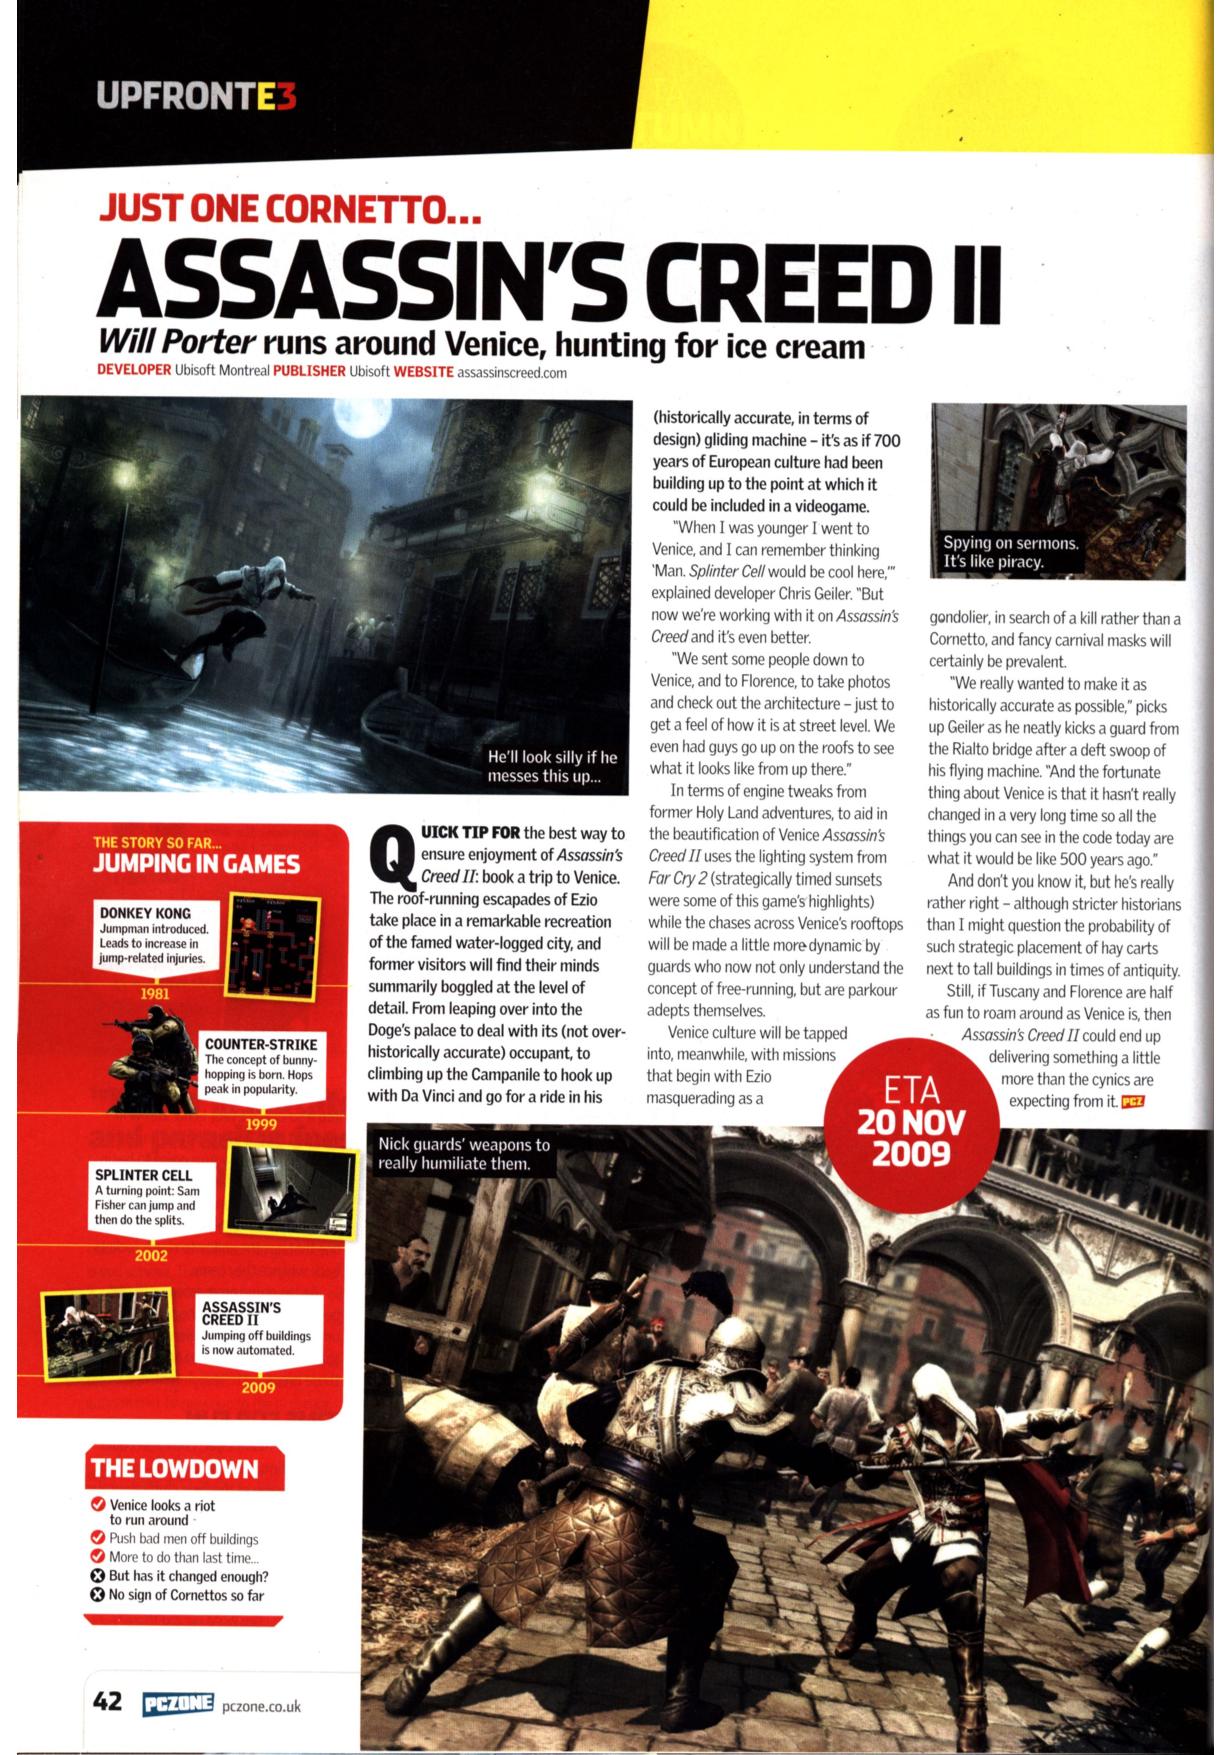 UPFRONTE3
JUST ONE CORNETTO...
ASSASSIN'S CREED II
Will Porter runs around Venice, hunting for ice cream
DEVELOPER Ubisoft Montreal PUBLISHER Ubisoft WEBSITE assassinscreed.com
He'll look silly if he
messes this up...
QUICK TIP FOR the best way to
ensure enjoyment of Assassin's
Creed II: book a trip to Venice.
The roof-running escapades of Ezio
take place in a remarkable recreation
of the famed water-logged city, and
former visitors will find their minds
summarily boggled at the level of
detail. From leaping over into the
Doge's palace to deal with its (not over-
historically accurate) occupant, to
climbing up the Campanile to hook up
with Da Vinci and go for a ride in his
(historically accurate, in terms of
design) gliding machine – it's as if 700
years of European culture had been
building up to the point at which it
could be included in a videogame.
"When I was younger I went to
Venice, and I can remember thinking
'Man. Splinter Cell would be cool here,'"
explained developer Chris Geiler. "But
now we're working with it on Assassin's
Creed and it's even better.
"We sent some people down to
Venice, and to Florence, to take photos
and check out the architecture – just to
get a feel of how it is at street level. We
even had guys go up on the roofs to see
what it looks like from up there."
In terms of engine tweaks from
former Holy Land adventures, to aid in
the beautification of Venice Assassin's
Creed II uses the lighting system from
Far Cry 2 (strategically timed sunsets
were some of this game's highlights)
while the chases across Venice's rooftops
will be made a little more dynamic by
guards who now not only understand the
concept of free-running, but are parkour
adepts themselves.
Venice culture will be tapped
into, meanwhile, with missions
that begin with Ezio
masquerading as a
Spying on sermons.
It's like piracy.
gondolier, in search of a kill rather than a
Cornetto, and fancy carnival masks will
certainly be prevalent.
"We really wanted to make it as
historically accurate as possible," picks
up Geiler as he neatly kicks a guard from
the Rialto bridge after a deft swoop of
his flying machine. "And the fortunate
thing about Venice is that it hasn't really
changed in a very long time so all the
things you can see in the code today are
what it would be like 500 years ago."
And don't you know it, but he's really
rather right – although stricter historians
than I might question the probability of
such strategic placement of hay carts
next to tall buildings in times of antiquity.
Still, if Tuscany and Florence are half
as fun to roam around as Venice is, then
Assassin's Creed II could end up
delivering something a little
more than the cynics are
expecting from it. PCZ
ETA
20 NOV
2009
Nick guards' weapons to
really humiliate them.
THE STORY SO FAR...
JUMPING IN GAMES
DONKEY KONG
Jumpman introduced.
Leads to increase in
jump-related injuries.
1981
COUNTER-STRIKE
The concept of bunny-
hopping is born. Hops
peak in popularity.
1999
SPLINTER CELL
A turning point: Sam
Fisher can jump and
then do the splits.
2002
ASSASSIN'S
CREED II
Jumping off buildings
is now automated.
2009
THE LOWDOWN
Venice looks a riot
to run around
Push bad men off buildings
More to do than last time...
But has it changed enough?
No sign of Cornettos so far
42 PCZONE pczone.co.uk